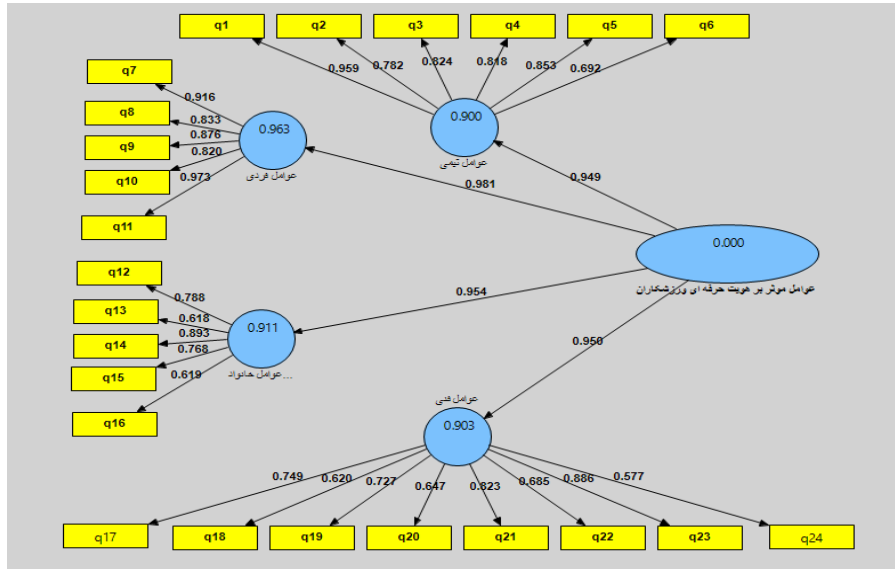 q1 q2 q3 q4 q5 q6
0.959 0.782 0.824 0.818 0.853 0.692
q7
q8
q9
q10
q11
0.916
0.833
0.876
0.820
0.973
0.963
عوامل فردی
0.900
عوامل تیمی
0.949
0.981
0.000
عوامل موثر بر هویت حرفه ای ورزشکاران
0.954
0.950
q12
q13
q14
q15
q16
0.788
0.618
0.893
0.768
0.619
0.911
عوامل خانواد...
عوامل فنی
0.903
0.749 0.620 0.727 0.647 0.823 0.685 0.886 0.577
q17 q18 q19 q20 q21 q22 q23 q24